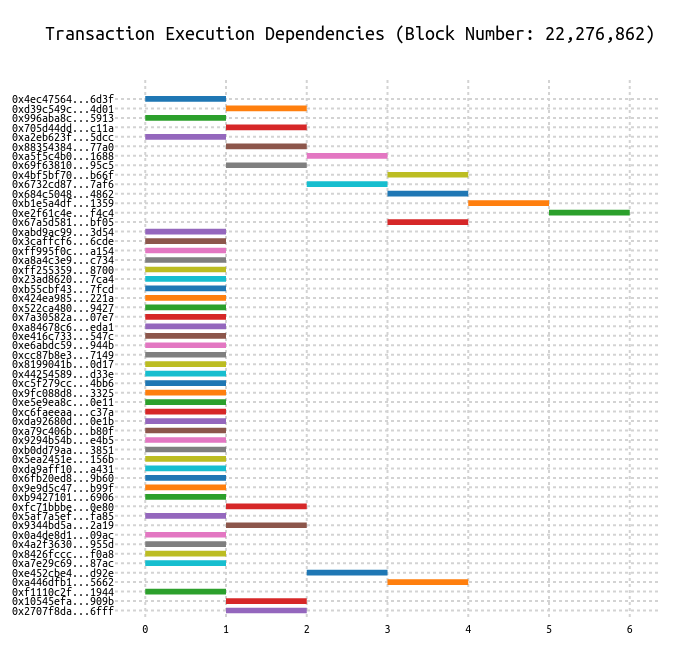 Transaction Execution Dependencies (Block Number: 22,276,862)
0x4ec47564...6d3f
0xd39c549c...4d01
0x996aba8c...5913
0x705d44dd...c11a
0xa2eb623f...5dcc
0x88354384...77a0
0xa5f5c4b0...1688
0x69f63810...95c5
0x4bf5bf70...b66f
0x6732cd87...7af6
0x684c5048...4862
0xb1e5a4df...1359
0xe2f61c4e...f4c4
0x67a5d581...bf05
0xabd9ac99...3d54
0x3caffcf6...6cde
0xff995f0c...a154
0xa8a4c3e9...c734
0xff255359...8700
0x23ad8620...7ca4
0xb55cbf43...7fcd
0x424ea985...221a
0x522ca480...9427
0x7a30582a...07e7
0xa84678c6...eda1
0xe416c733...547c
0xe6abdc59...944b
0xcc87b8e3...7149
0x8199041b...0d17
0x44254589...d33e
0xc5f279cc...4bb6
0x9fc088d8...3325
0xe5e9ea8c...0e11
0xc6faeeaa...c37a
0xda92680d...0e1b
0xa79c406b...b80f
0x9294b54b...e4b5
0xb0dd79aa...3851
0x5ea2451e...156b
0xda9aff10...a431
0x6fb20ed8...9b60
0x9e9d5c47...b99f
0xb9427101...6906
0xfc71bbbe...0e80
0x5af7a5ef...fa85
0x9344bd5a...2a19
0x0a4de8d1...09ac
0x4a2f3630...955d
0x8426fccc...f0a8
0xa7e29c69...87ac
0xe452cbe4...d92e
0xa446dfb1...5662
0xf1110c2f...1944
0x10545efa...909b
0x2707f8da...6fff
0 1 2 3 4 5 6